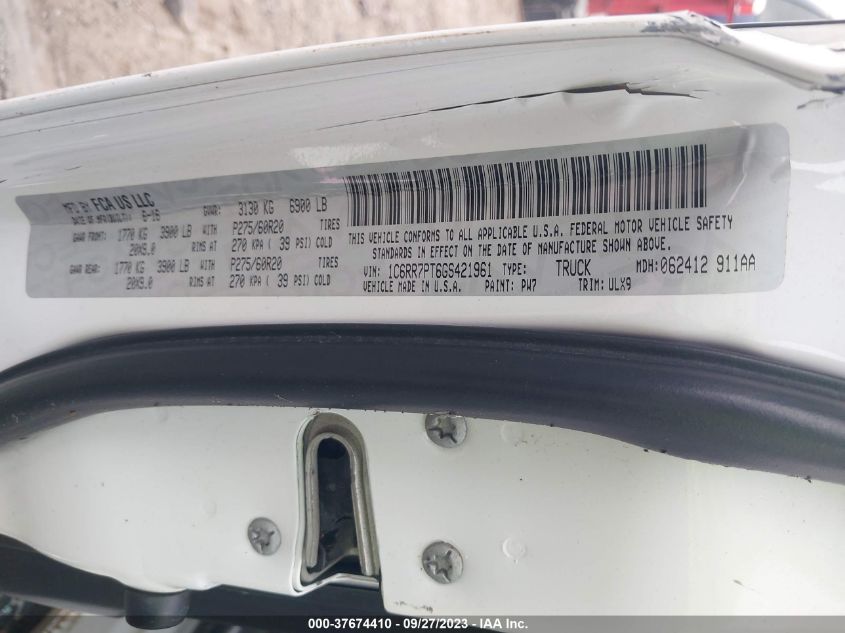 MFD BY FCA US LLC
DATE OF MFR(BUILT): 6-16 GVWR: 3130 KG 6900 LB
GAWR FRONT: 1770 KG 3900 LB WITH P275/60R20 TIRES
20X9.0 RIMS AT 270 KPA ( 39 PSI) COLD
GAWR REAR: 1770 KG 3900 LB WITH P275/60R20 TIRES
20X9.0 RIMS AT 270 KPA ( 39 PSI) COLD
THIS VEHICLE CONFORMS TO ALL APPLICABLE U.S.A. FEDERAL MOTOR VEHICLE SAFETY
STANDARDS IN EFFECT ON THE DATE OF MANUFACTURE SHOWN ABOVE.
VIN: 1C6RR7PT6GS421961 TYPE: TRUCK MDH: 062412 911AA
VEHICLE MADE IN U.S.A. PAINT: PW7 TRIM: ULX9
000-37674410 - 09/27/2023 - IAA Inc.